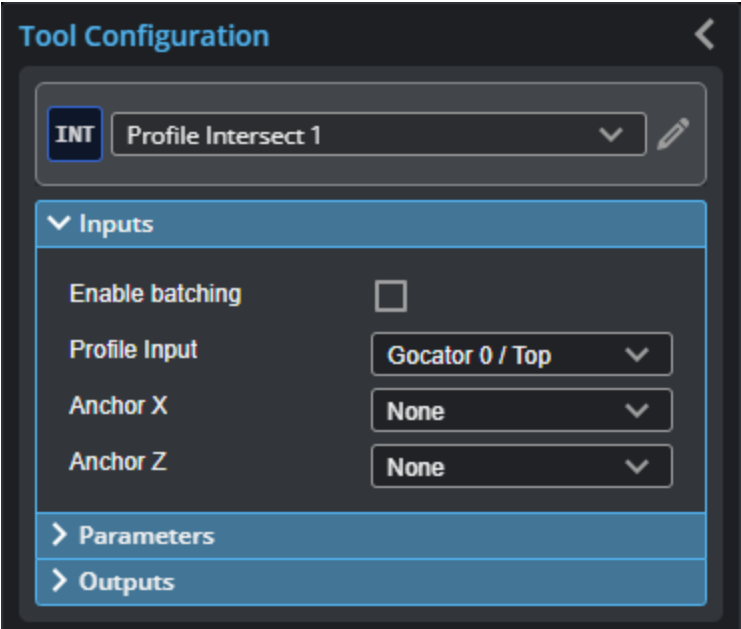 Tool Configuration
INT Profile Intersect 1
Inputs
Enable batching
Profile Input Gocator 0 / Top
Anchor X None
Anchor Z None
Parameters
Outputs